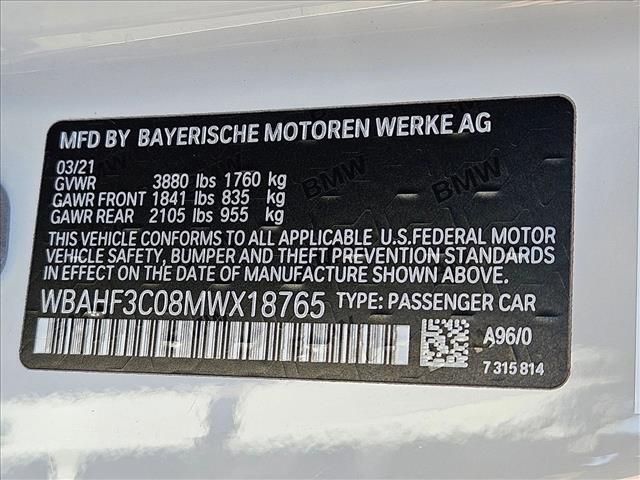 MFD BY BAYERISCHE MOTOREN WERKE AG
03/21
GVWR 3880 lbs 1760 kg
GAWR FRONT 1841 lbs 835 kg
GAWR REAR 2105 lbs 955 kg
THIS VEHICLE CONFORMS TO ALL APPLICABLE U.S.FEDERAL MOTOR
VEHICLE SAFETY, BUMPER AND THEFT PREVENTION STANDARDS
IN EFFECT ON THE DATE OF MANUFACTURE SHOWN ABOVE.
WBAHF3C08MWX18765 TYPE: PASSENGER CAR
A96/0
7 315 814
BMW
BMW